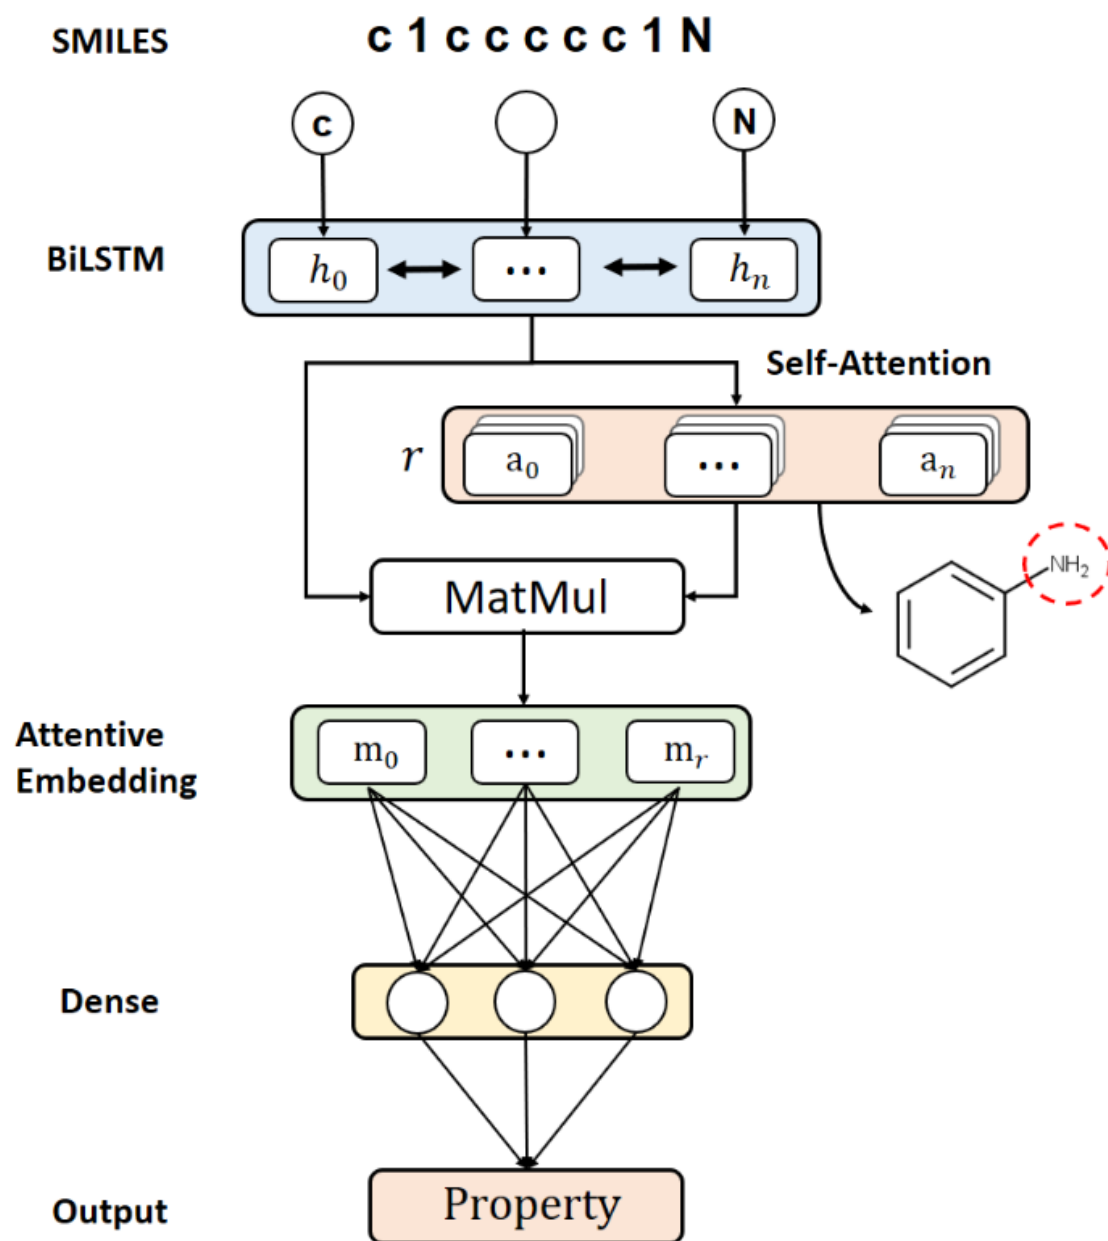 SMILES
c 1 c c c c c 1 N
c
N
BiLSTM
h0
...
hn
Self-Attention
r
a0
...
an
MatMul
NH2
Attentive
Embedding
m0
...
mr
Dense
Output
Property